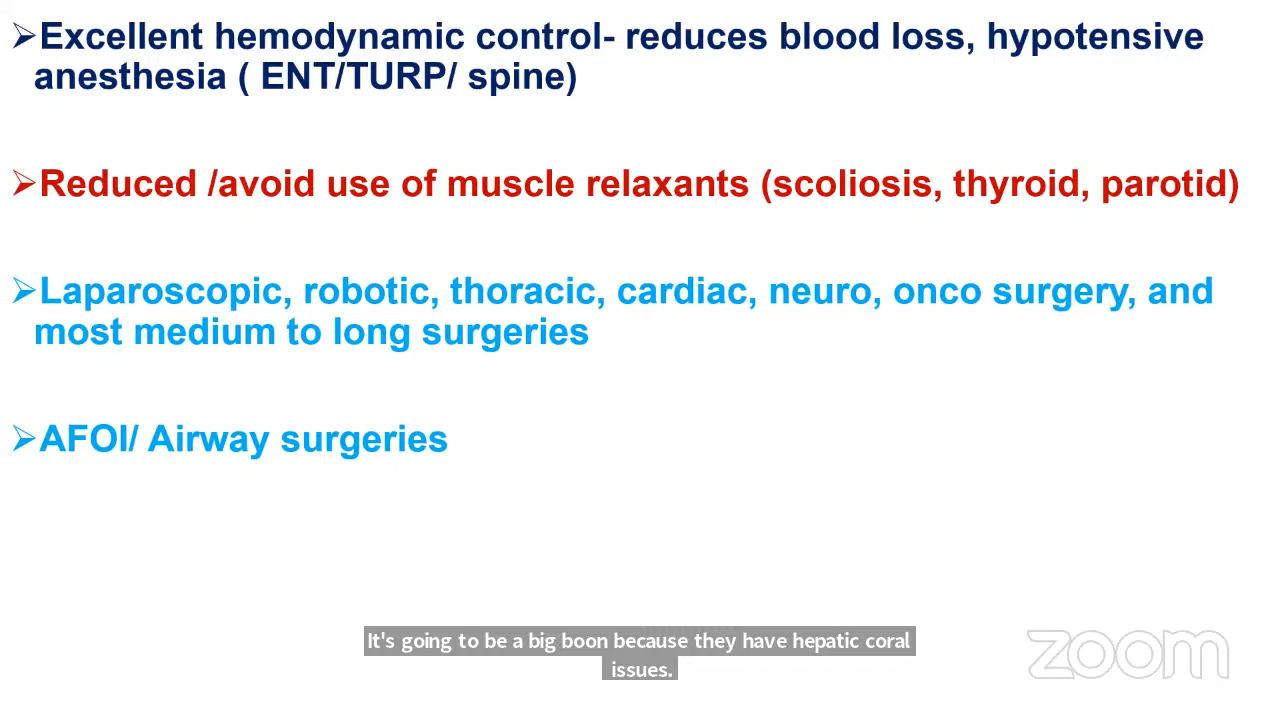 ➢Excellent hemodynamic control- reduces blood loss, hypotensive
anesthesia ( ENT/TURP/ spine)
➢Reduced /avoid use of muscle relaxants (scoliosis, thyroid, parotid)
➢Laparoscopic, robotic, thoracic, cardiac, neuro, onco surgery, and
most medium to long surgeries
➢AFOI/ Airway surgeries
It's going to be a big boon because they have hepatic coral
issues.
zoom